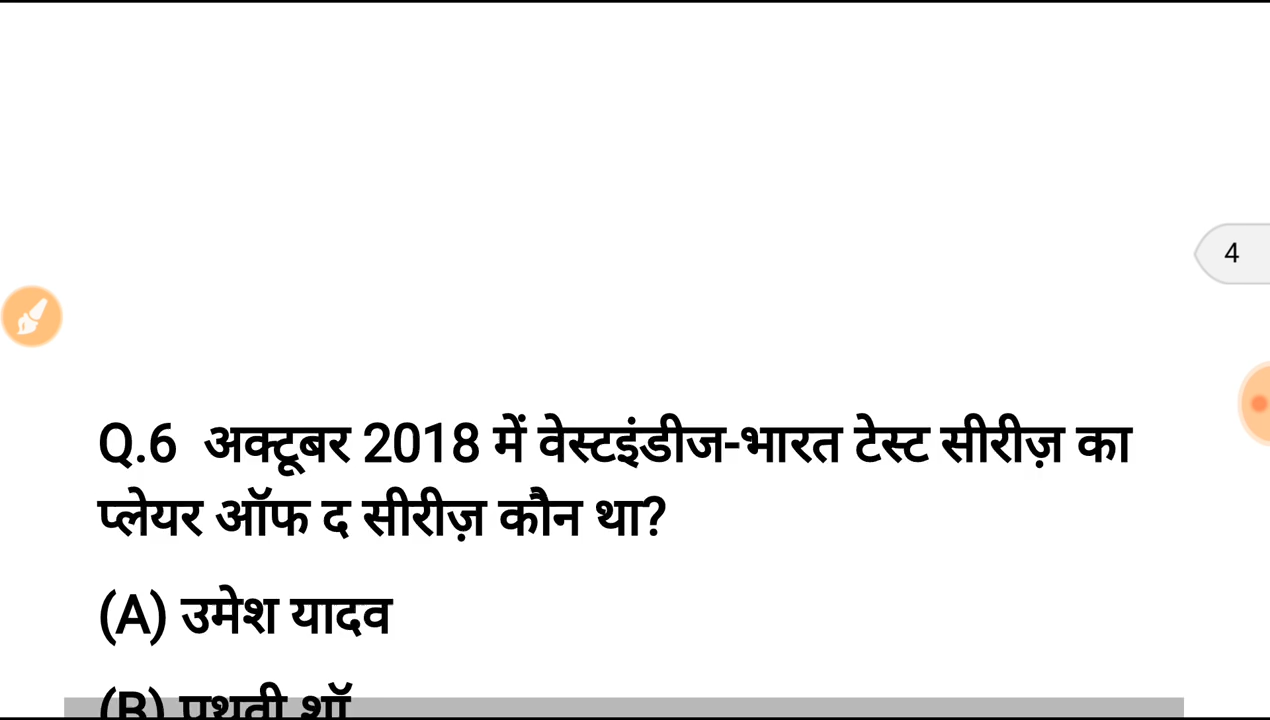 4
Q.6 अक्टूबर 2018 में वेस्टइंडीज-भारत टेस्ट सीरीज़ का
प्लेयर ऑफ द सीरीज़ कौन था?
(A) उमेश यादव
(B) पृथ्वी शॉ